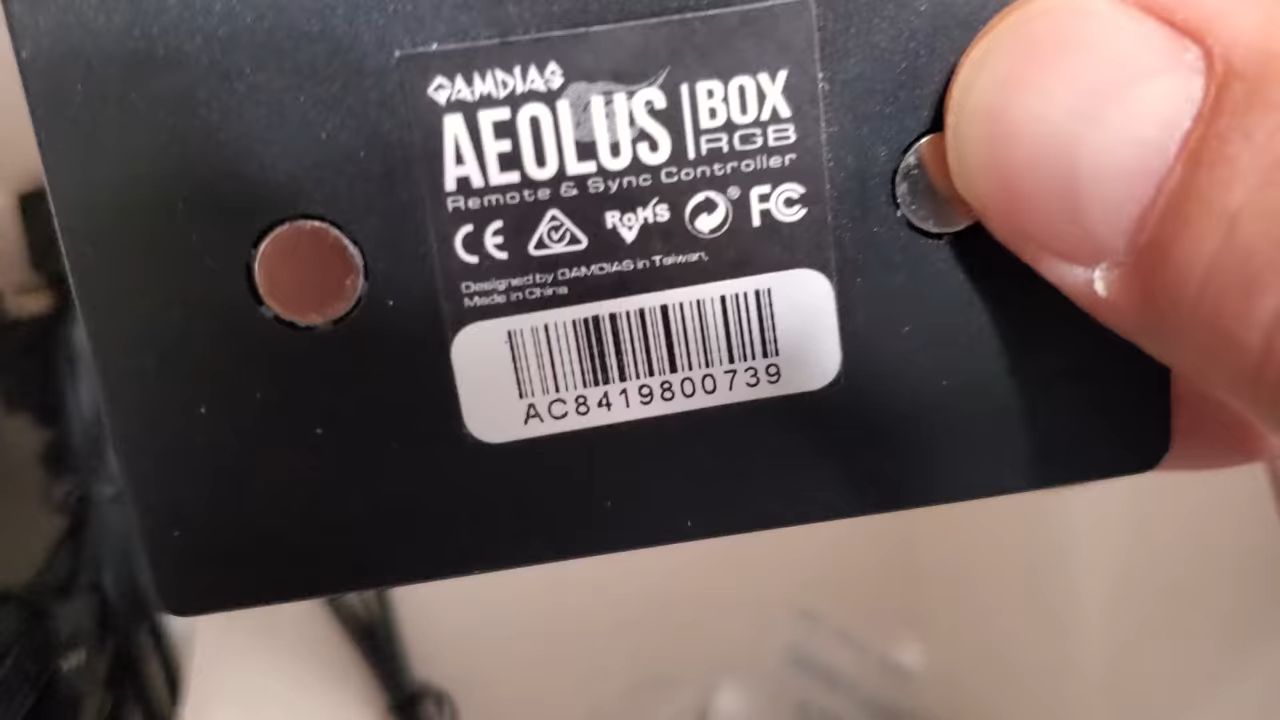 GAMDIAS
AEOLUS BOX
RGB
Remote & Sync Controller
CE RoHS FC
Designed by GAMDIAS in Taiwan,
Made in China
AC8419800739